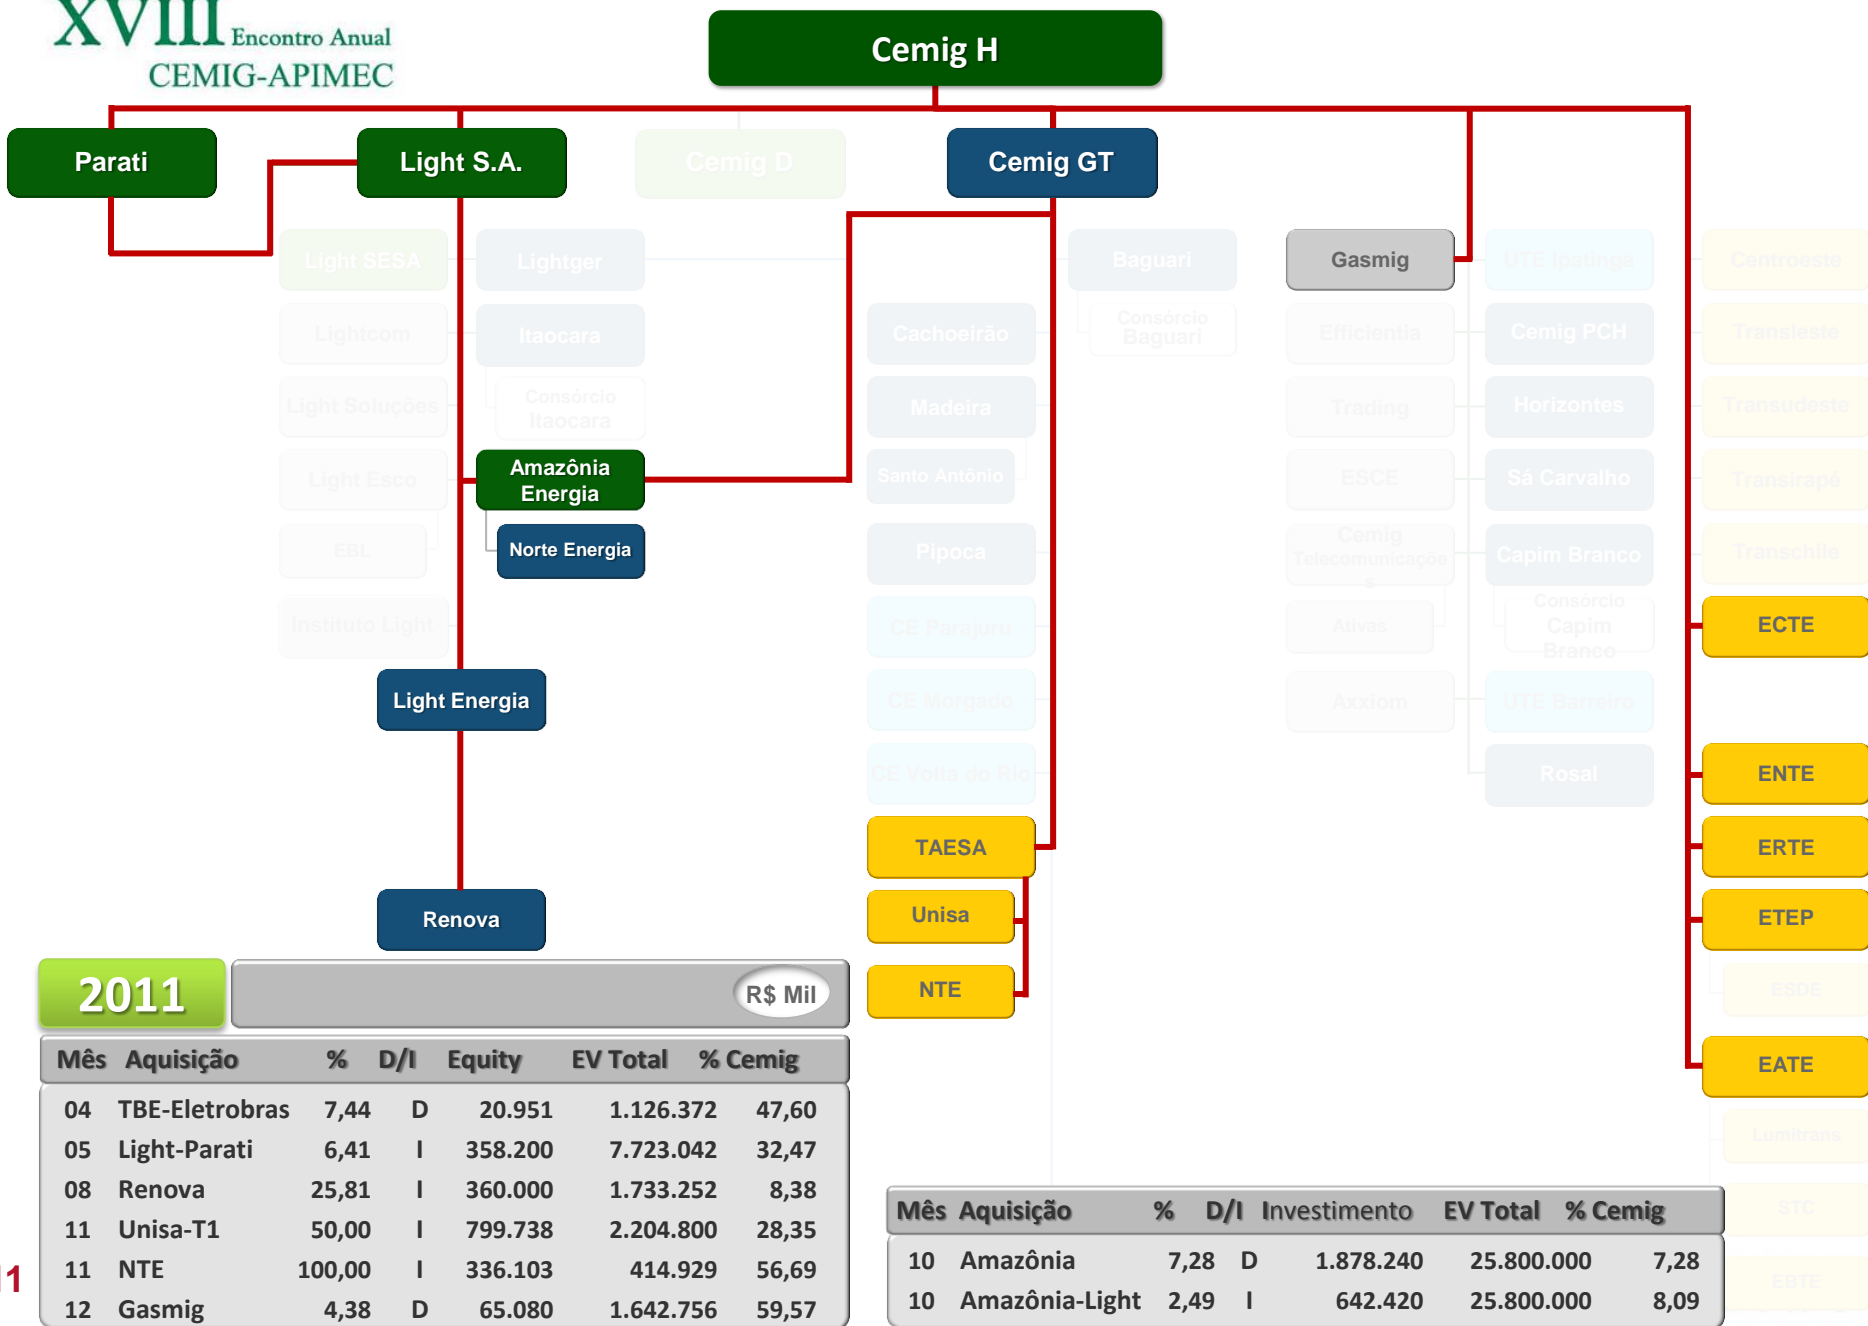 XVIII Encontro Anual
CEMIG-APIMEC
Cemig H
Parati
Light S.A.
Cemig D
Cemig GT
Light SESA
Lightger
Baguari
Gasmig
UTE Ipatinga
Centroeste
Lightcom
Itaocara
Cachoeirão
Consórcio
Baguari
Efficientia
Cemig PCH
Transleste
Light Soluções
Consórcio
Itaocara
Madeira
Trading
Horizontes
Transudeste
Light Esco
Amazônia
Energia
Santo Antônio
ESCE
Sá Carvalho
Transirapé
EBL
Norte Energia
Pipoca
Cemig
Telecomunicaçõe
s
Capim Branco
Transchile
Instituto Light
CE Parajuru
Ativas
Consórcio
Capim
Branco
ECTE
Light Energia
CE Morgado
Axxiom
UTE Barreiro
CE Volta do Rio
Rosal
ENTE
TAESA
ERTE
Renova
Unisa
ETEP
NTE
ESDE
EATE
Lumitrans
STC
EBTE
2011
R$ Mil
Mês Aquisição % D/I Equity EV Total % Cemig
04 TBE-Eletrobras 7,44 D 20.951 1.126.372 47,60
05 Light-Parati 6,41 I 358.200 7.723.042 32,47
08 Renova 25,81 I 360.000 1.733.252 8,38
11 Unisa-T1 50,00 I 799.738 2.204.800 28,35
11 NTE 100,00 I 336.103 414.929 56,69
12 Gasmig 4,38 D 65.080 1.642.756 59,57
Mês Aquisição % D/I Investimento EV Total % Cemig
10 Amazônia 7,28 D 1.878.240 25.800.000 7,28
10 Amazônia-Light 2,49 I 642.420 25.800.000 8,09